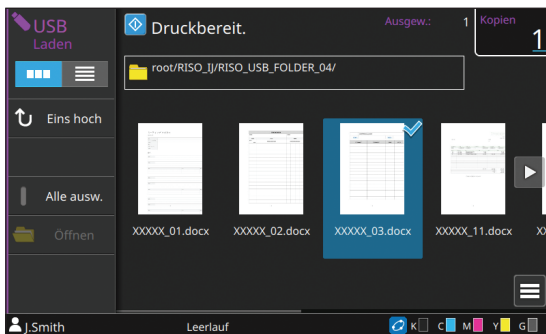 USB
Laden
Druckbereit.
Ausgew.: 1
Kopien
1
root/RISO_IJ/RISO_USB_FOLDER_04/
Eins hoch
Alle ausw.
Öffnen
XXXXX_01.docx
XXXXX_02.docx
XXXXX_03.docx
XXXXX_11.docx
J.Smith
Leerlauf
K
C
M
Y
G